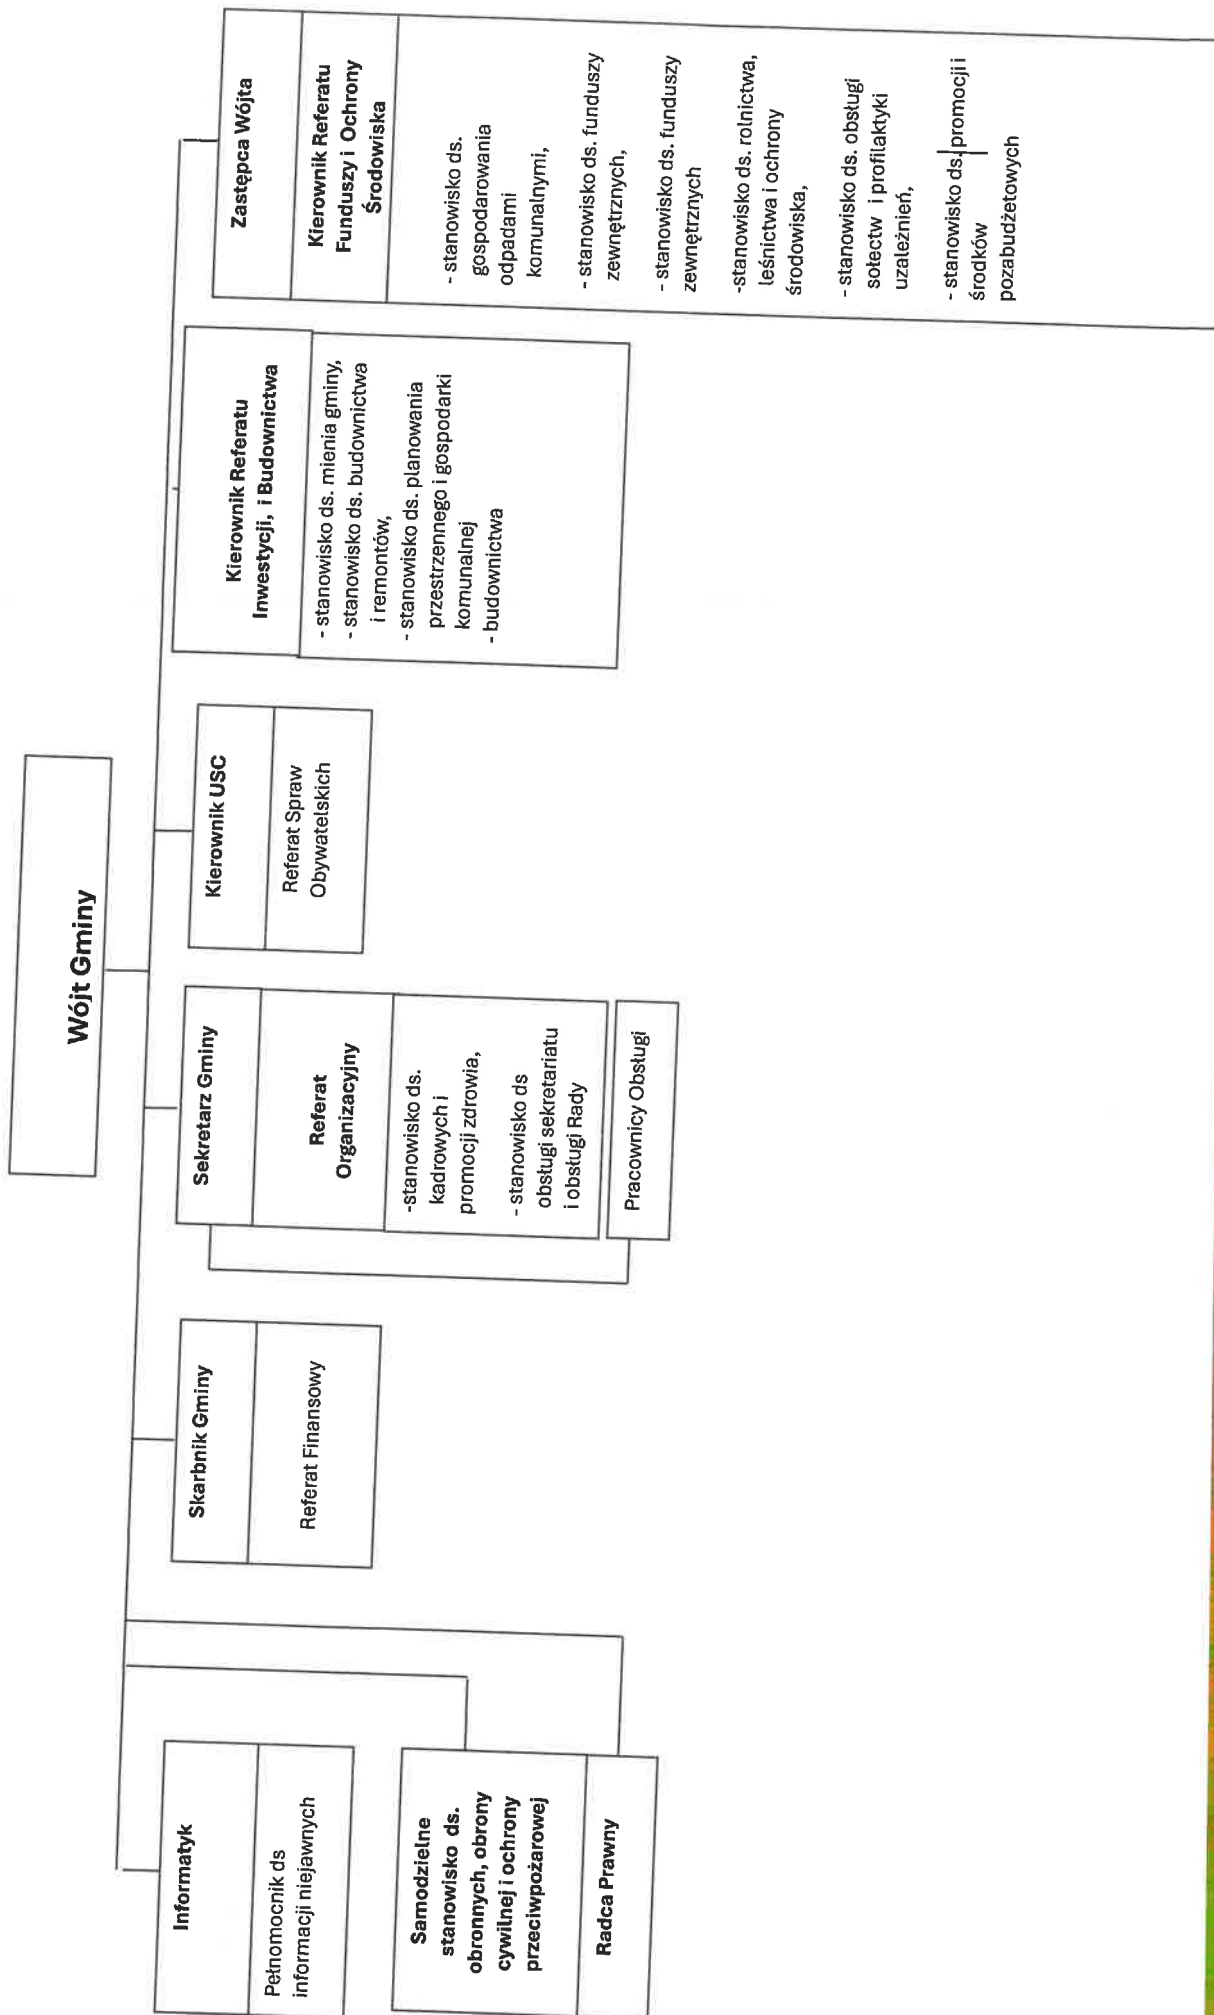 Wójt Gminy
Informatyk
Pełnomocnik ds
informacji niejawnych
Samodzielne
stanowisko ds.
obronnych, obrony
cywilnej i ochrony
przeciwpożarowej
Radca Prawny
Skarbnik Gminy
Referat Finansowy
Sekretarz Gminy
Referat
Organizacyjny
-stanowisko ds.
kadrowych i
promocji zdrowia,
- stanowisko ds
obsługi sekretariatu
i obsługi Rady
Pracownicy Obsługi
Kierownik USC
Referat Spraw
Obywatelskich
Kierownik Referatu
Inwestycji, i Budownictwa
- stanowisko ds. mienia gminy,
- stanowisko ds. budownictwa
i remontów,
- stanowisko ds. planowania
przestrzennego i gospodarki
komunalnej
- budownictwa
Zastępca Wójta
Kierownik Referatu
Funduszy i Ochrony
Środowiska
- stanowisko ds.
gospodarowania
odpadami
komunalnymi,
- stanowisko ds. funduszy
zewnętrznych,
- stanowisko ds. funduszy
zewnętrznych
-stanowisko ds. rolnictwa,
leśnictwa i ochrony
środowiska,
- stanowisko ds. obsługi
sołectw i profilaktyki
uzależnień,
- stanowisko ds. promocji i
środków
pozabudżetowych